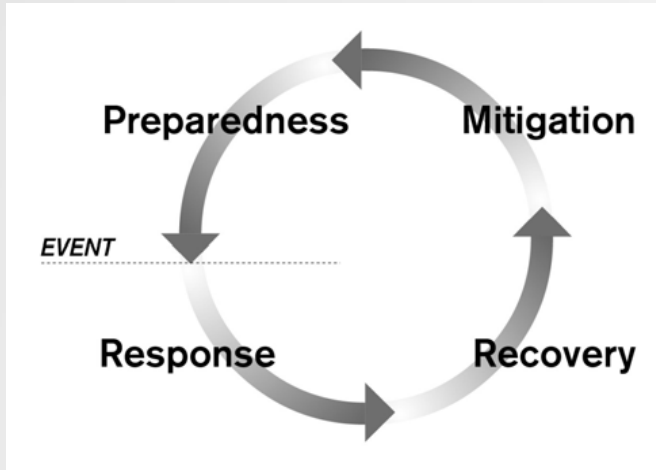 Preparedness
Mitigation
EVENT
Response
Recovery